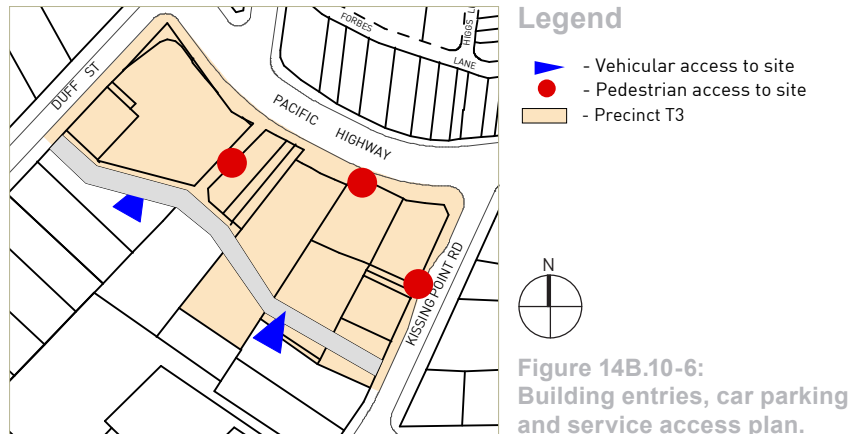 FORBES
LANE
HIGGS L
DUFF ST
PACIFIC HIGHWAY
KISSING POINT RD
Legend
- Vehicular access to site
- Pedestrian access to site
- Precinct T3
N
Figure 14B.10-6:
Building entries, car parking
and service access plan.